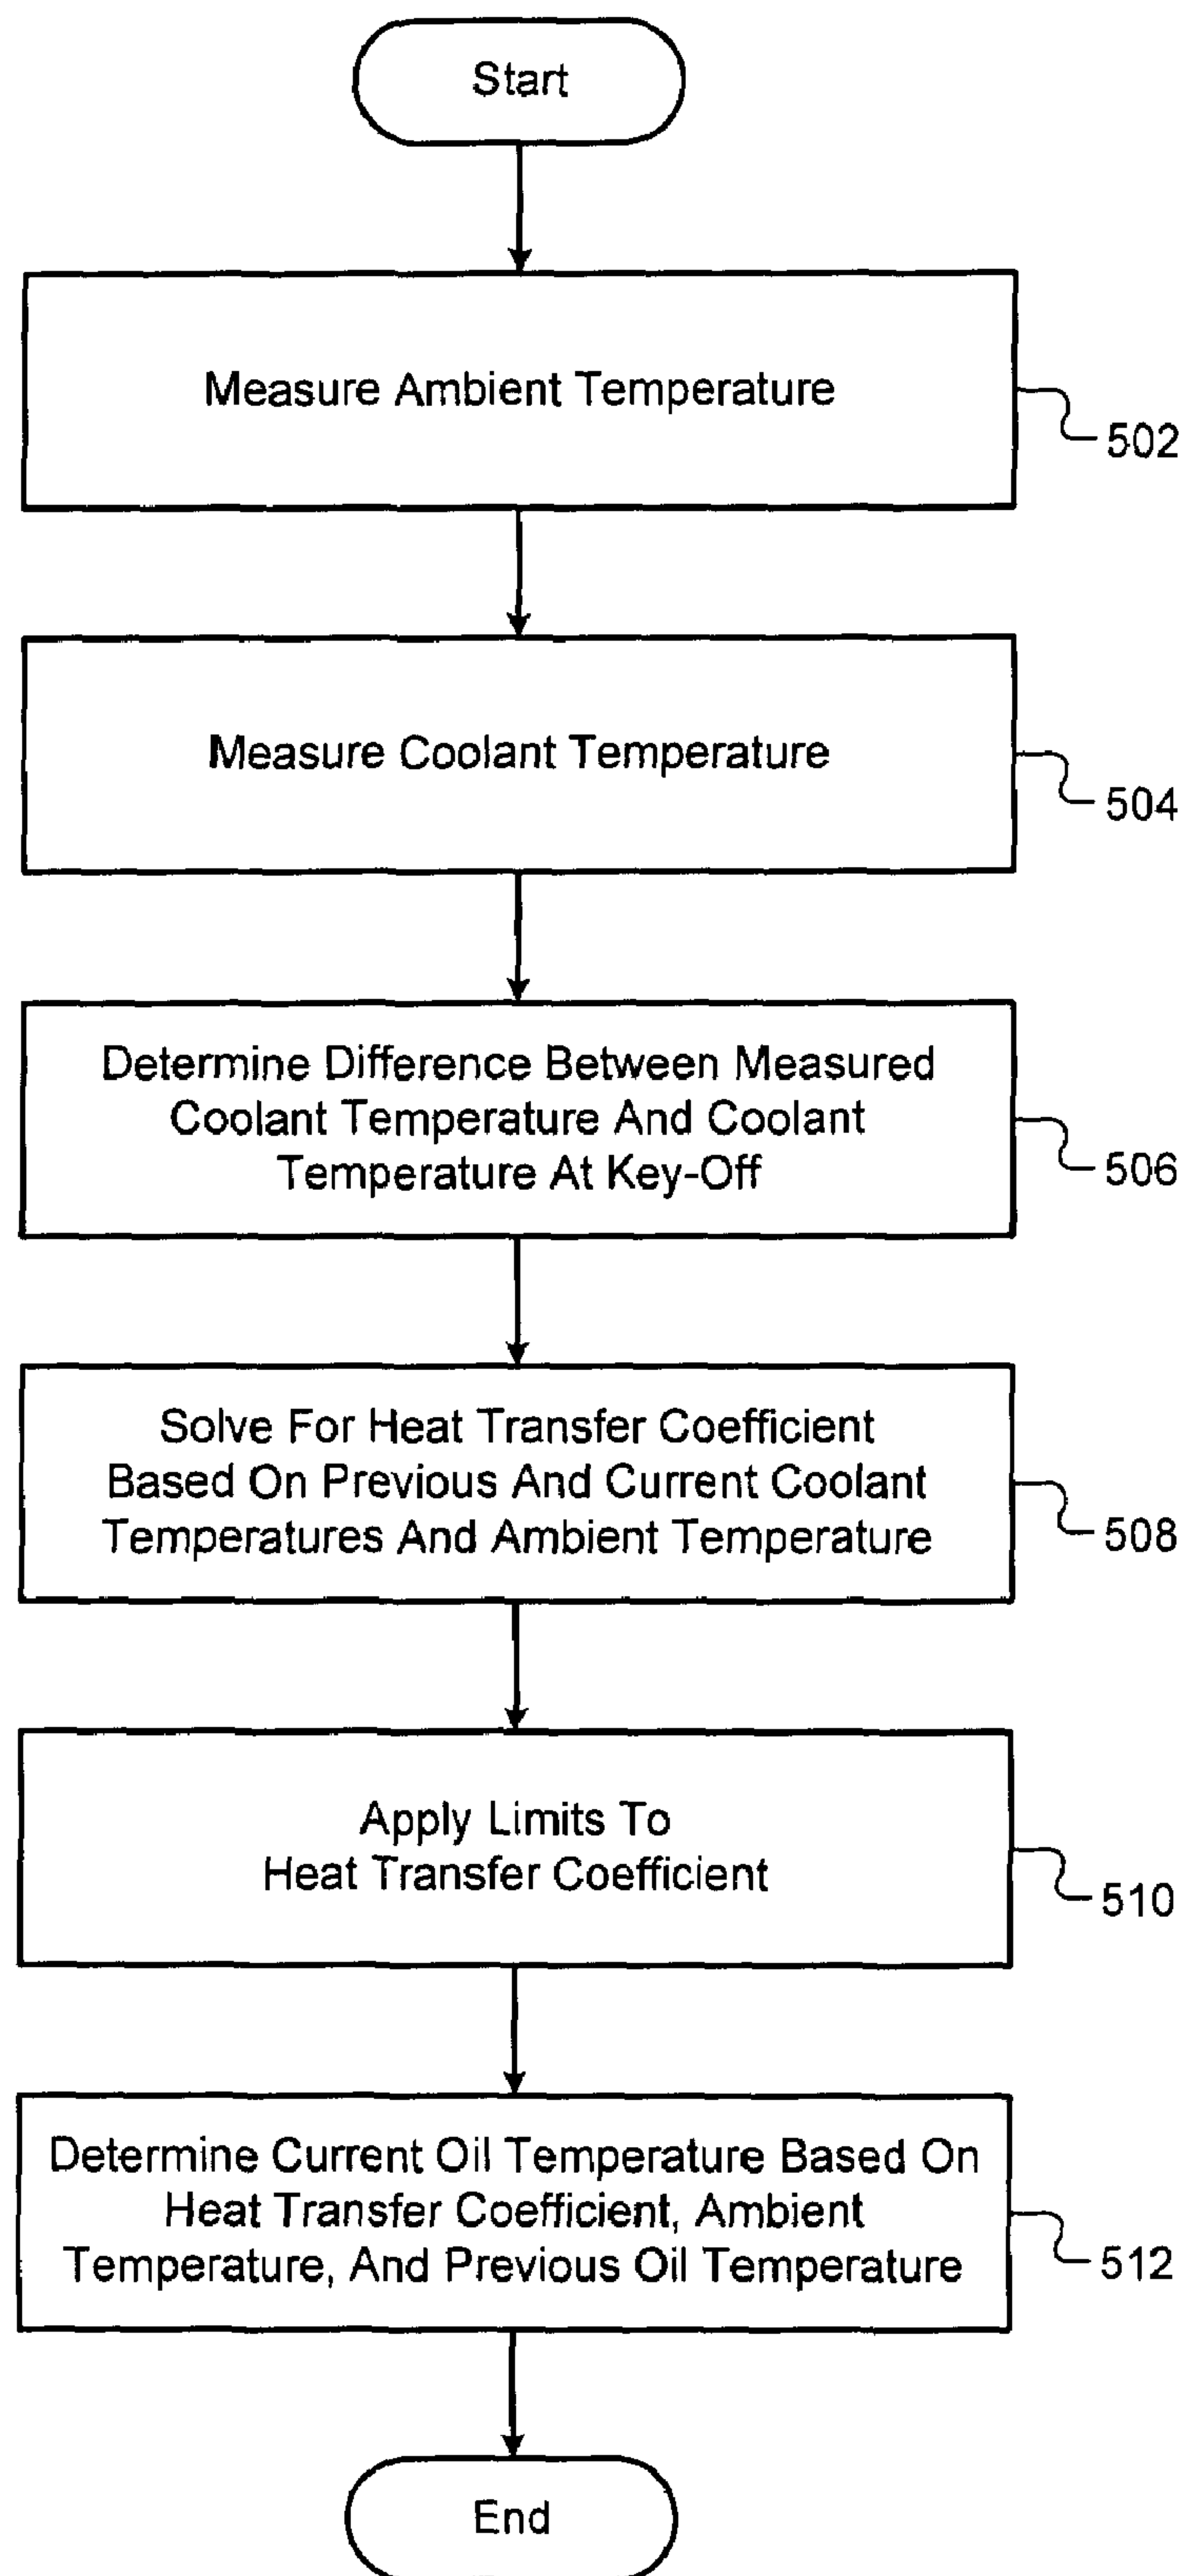 Start
Measure Ambient Temperature
502
Measure Coolant Temperature
504
Determine Difference Between Measured
Coolant Temperature And Coolant
Temperature At Key-Off
506
Solve For Heat Transfer Coefficient
Based On Previous And Current Coolant
Temperatures And Ambient Temperature
508
Apply Limits To
Heat Transfer Coefficient
510
Determine Current Oil Temperature Based On
Heat Transfer Coefficient, Ambient
Temperature, And Previous Oil Temperature
512
End